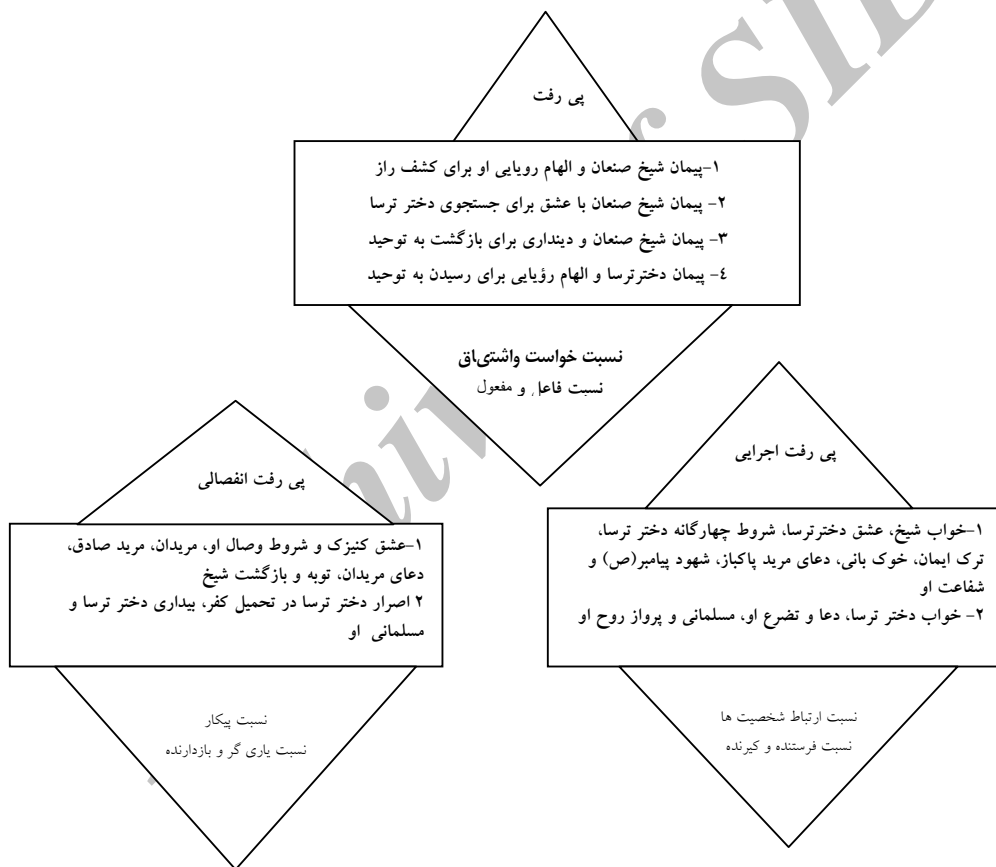 پی رفت
۱-پیمان شیخ صنعان و الهام رویایی او برای کشف راز
۲- پیمان شیخ صنعان با عشق برای جستجوی دختر ترسا
۳- پیمان شیخ صنعان و دینداری برای بازگشت به توحید
٤- پیمان دخترترسا و الهام رؤیایی برای رسیدن به توحید
نسبت خواست واشتیاق
نسبت فاعل و مفعول
پی رفت اجرایی
۱-خواب شیخ، عشق دخترترسا، شروط چهارگانه دختر ترسا،
ترک ایمان، خوک بانی، دعای مرید پاکباز، شهود پیامبر(ص) و
شفاعت او
۲- خواب دختر ترسا، دعا و تضرع او، مسلمانی و پرواز روح او
نسبت ارتباط شخصیت ها
نسبت فرستنده و کیرنده
پی رفت انفصالی
۱-عشق کنیزک و شروط وصال او، مریدان، مرید صادق،
دعای مریدان، توبه و بازگشت شیخ
۲ اصرار دختر ترسا در تحمیل کفر، بیداری دختر ترسا و
مسلمانی او
نسبت پیکار
نسبت یاری گر و بازدارنده